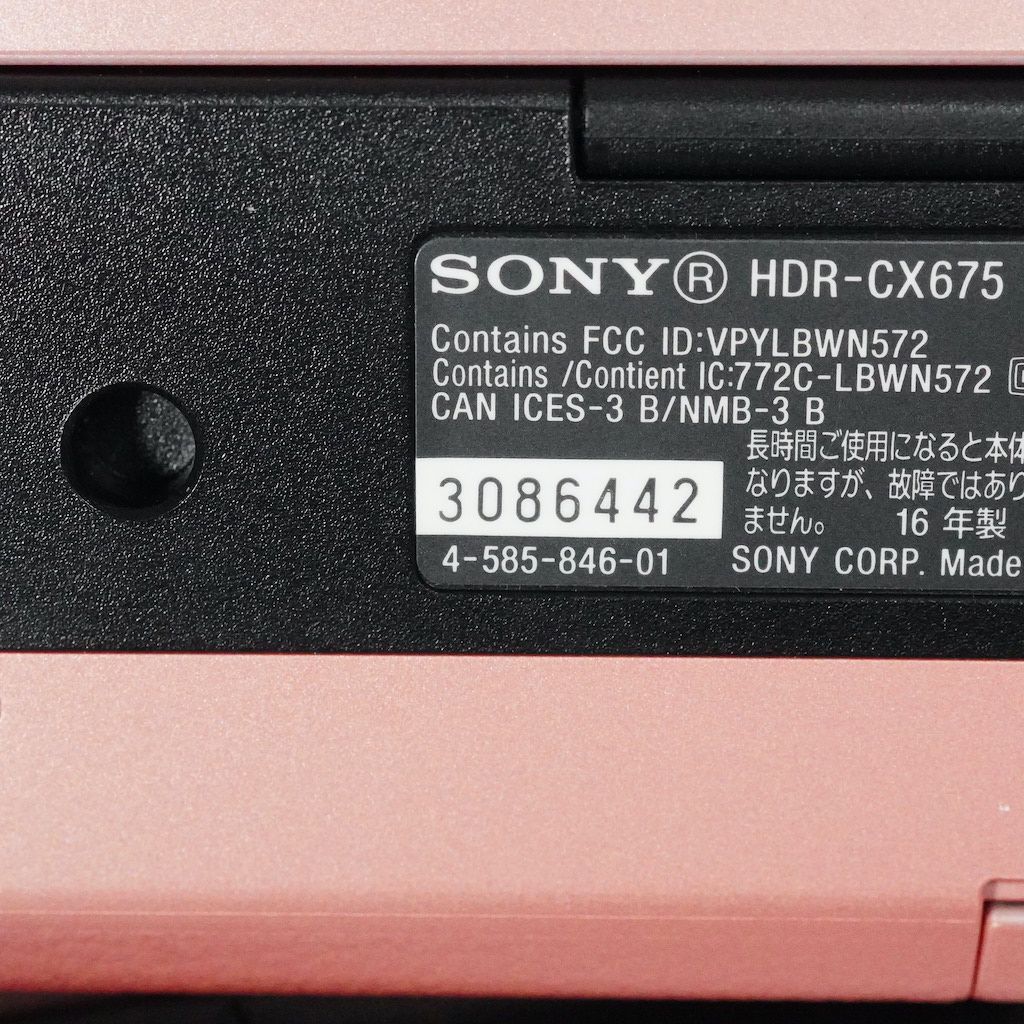 SONY® HDR-CX675
Contains FCC ID:VPYLBWN572
Contains /Contient IC:772C-LBWN572
CAN ICES-3 B/NMB-3 B
長時間ご使用になると本体
なりますが、故障ではあり
ません。 16 年製
3086442
4-585-846-01
SONY CORP. Made